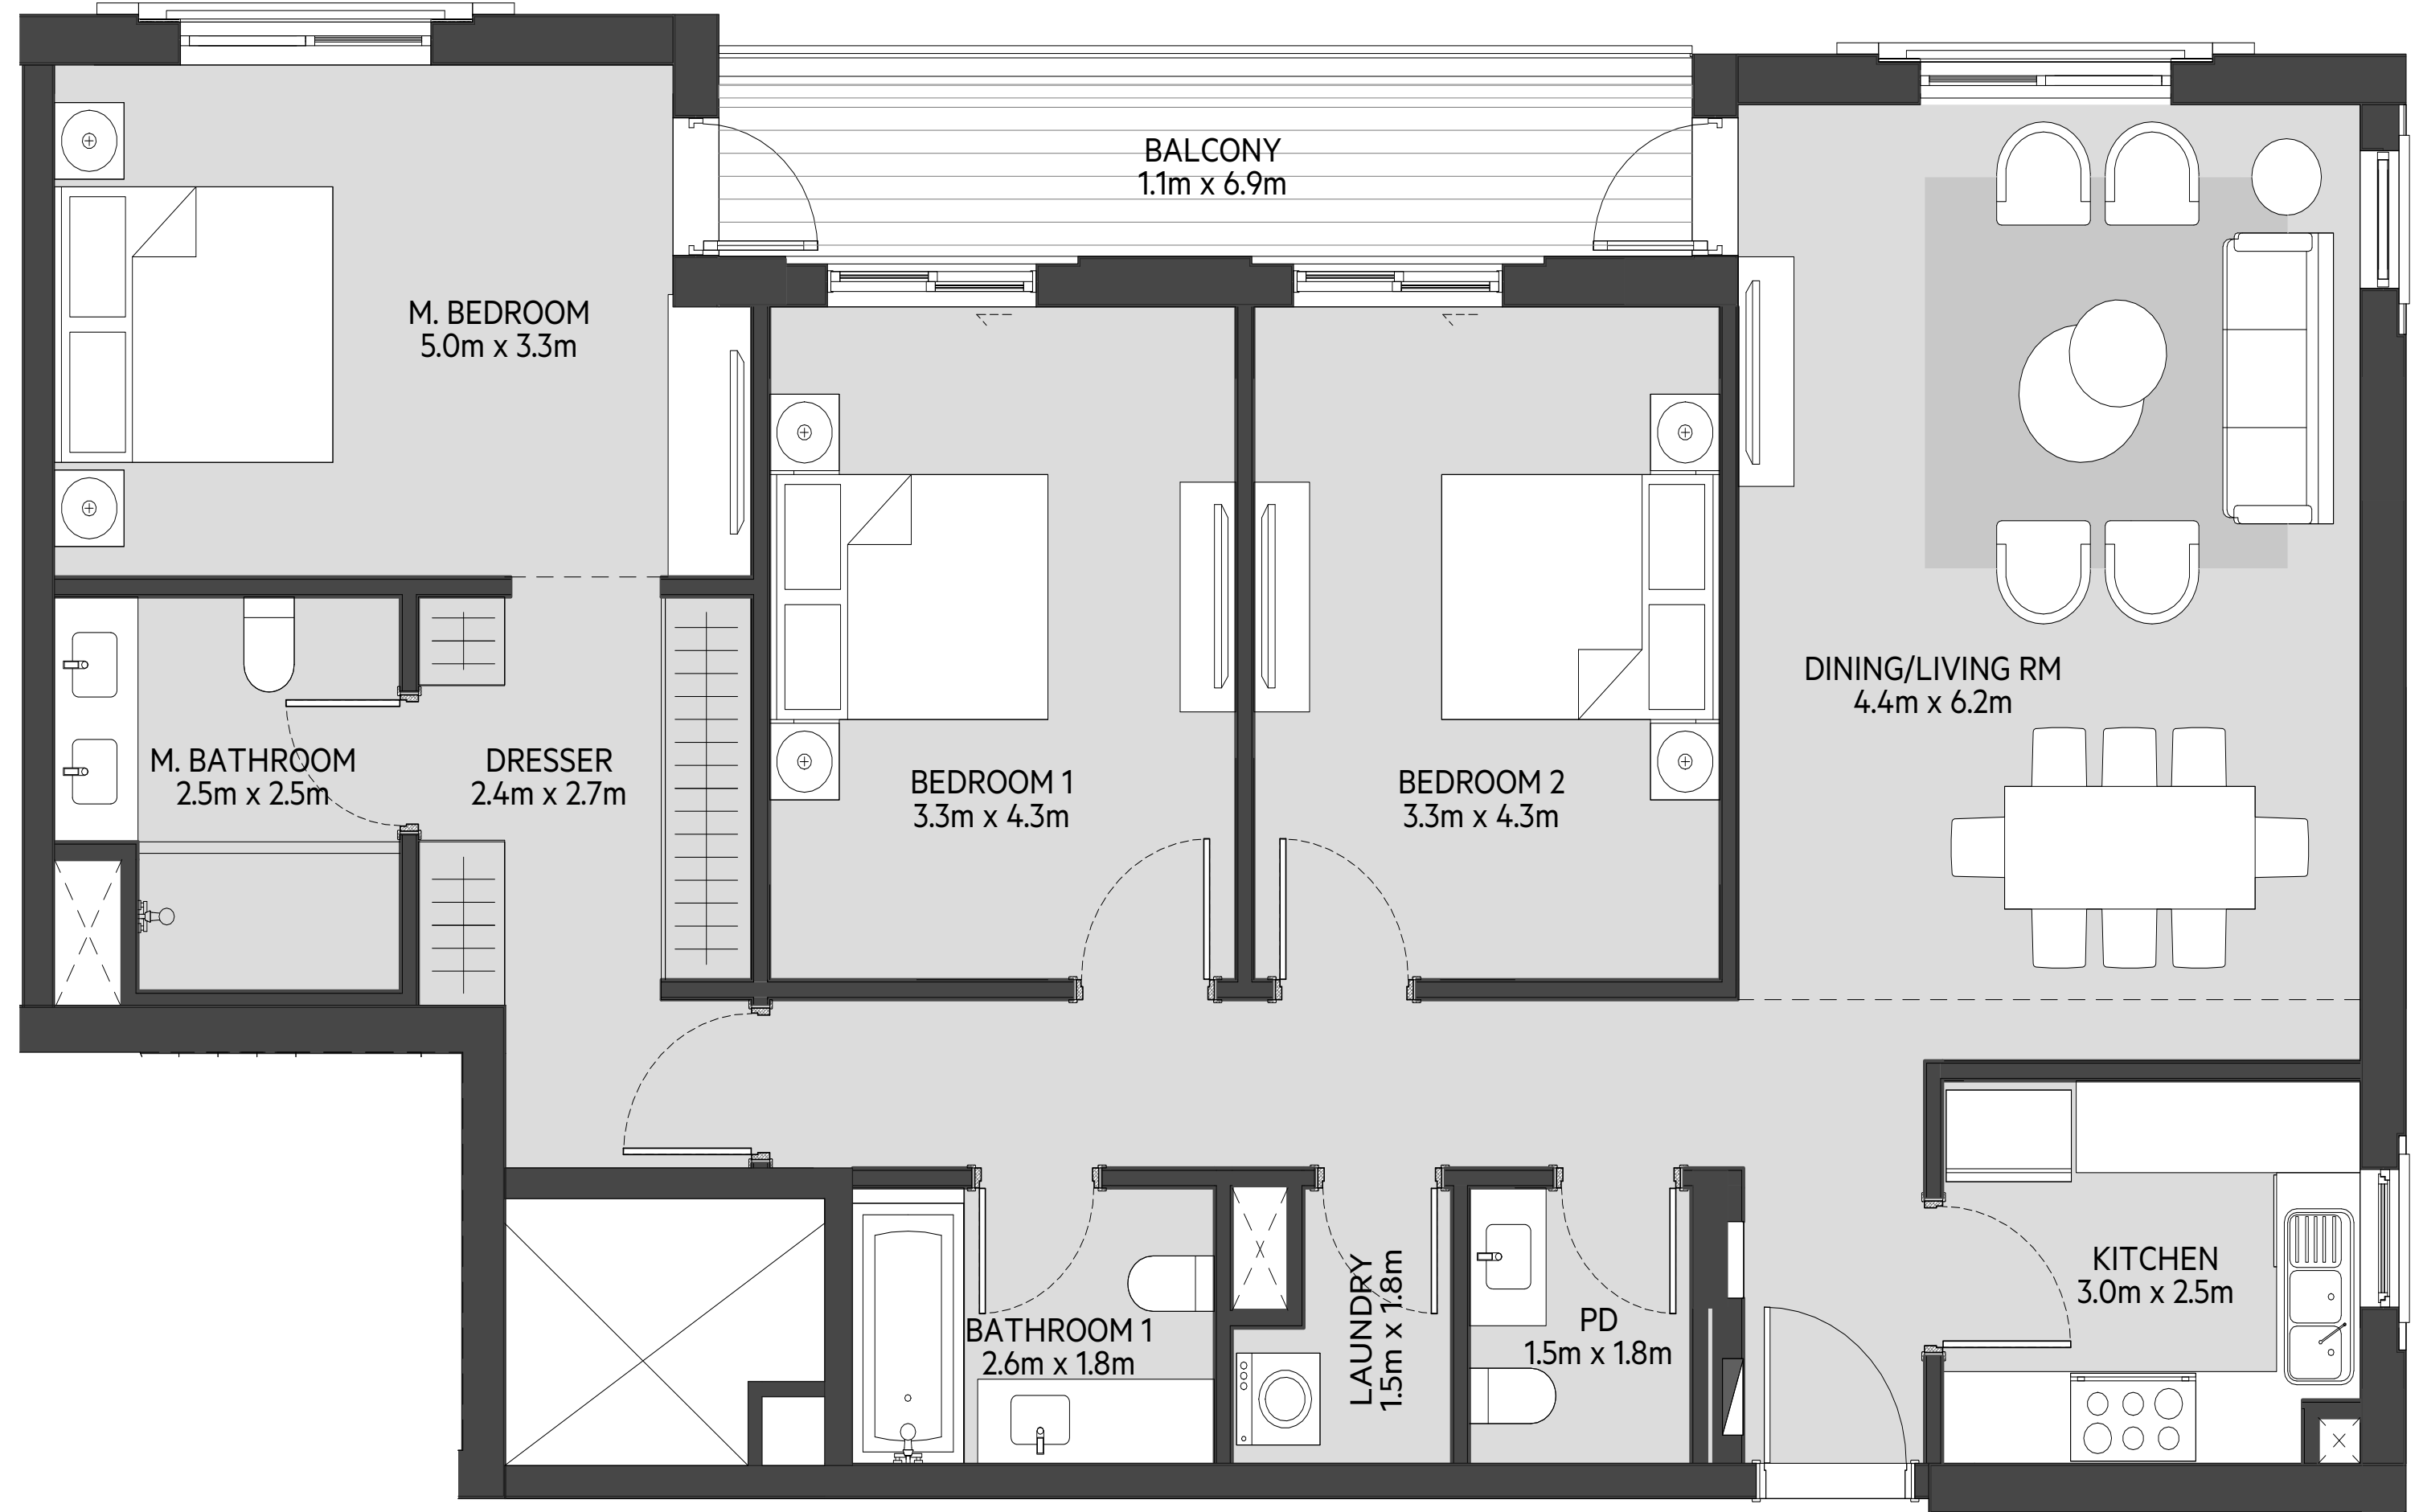 BALCONY
1.1m x 6.9m
M. BEDROOM
5.0m x 3.3m
DINING/LIVING RM
4.4m x 6.2m
M. BATHROOM
2.5m x 2.5m
DRESSER
2.4m x 2.7m
BEDROOM 1
3.3m x 4.3m
BEDROOM 2
3.3m x 4.3m
KITCHEN
3.0m x 2.5m
BATHROOM 1
2.6m x 1.8m
LAUNDRY
1.5m x 1.8m
PD
1.5m x 1.8m